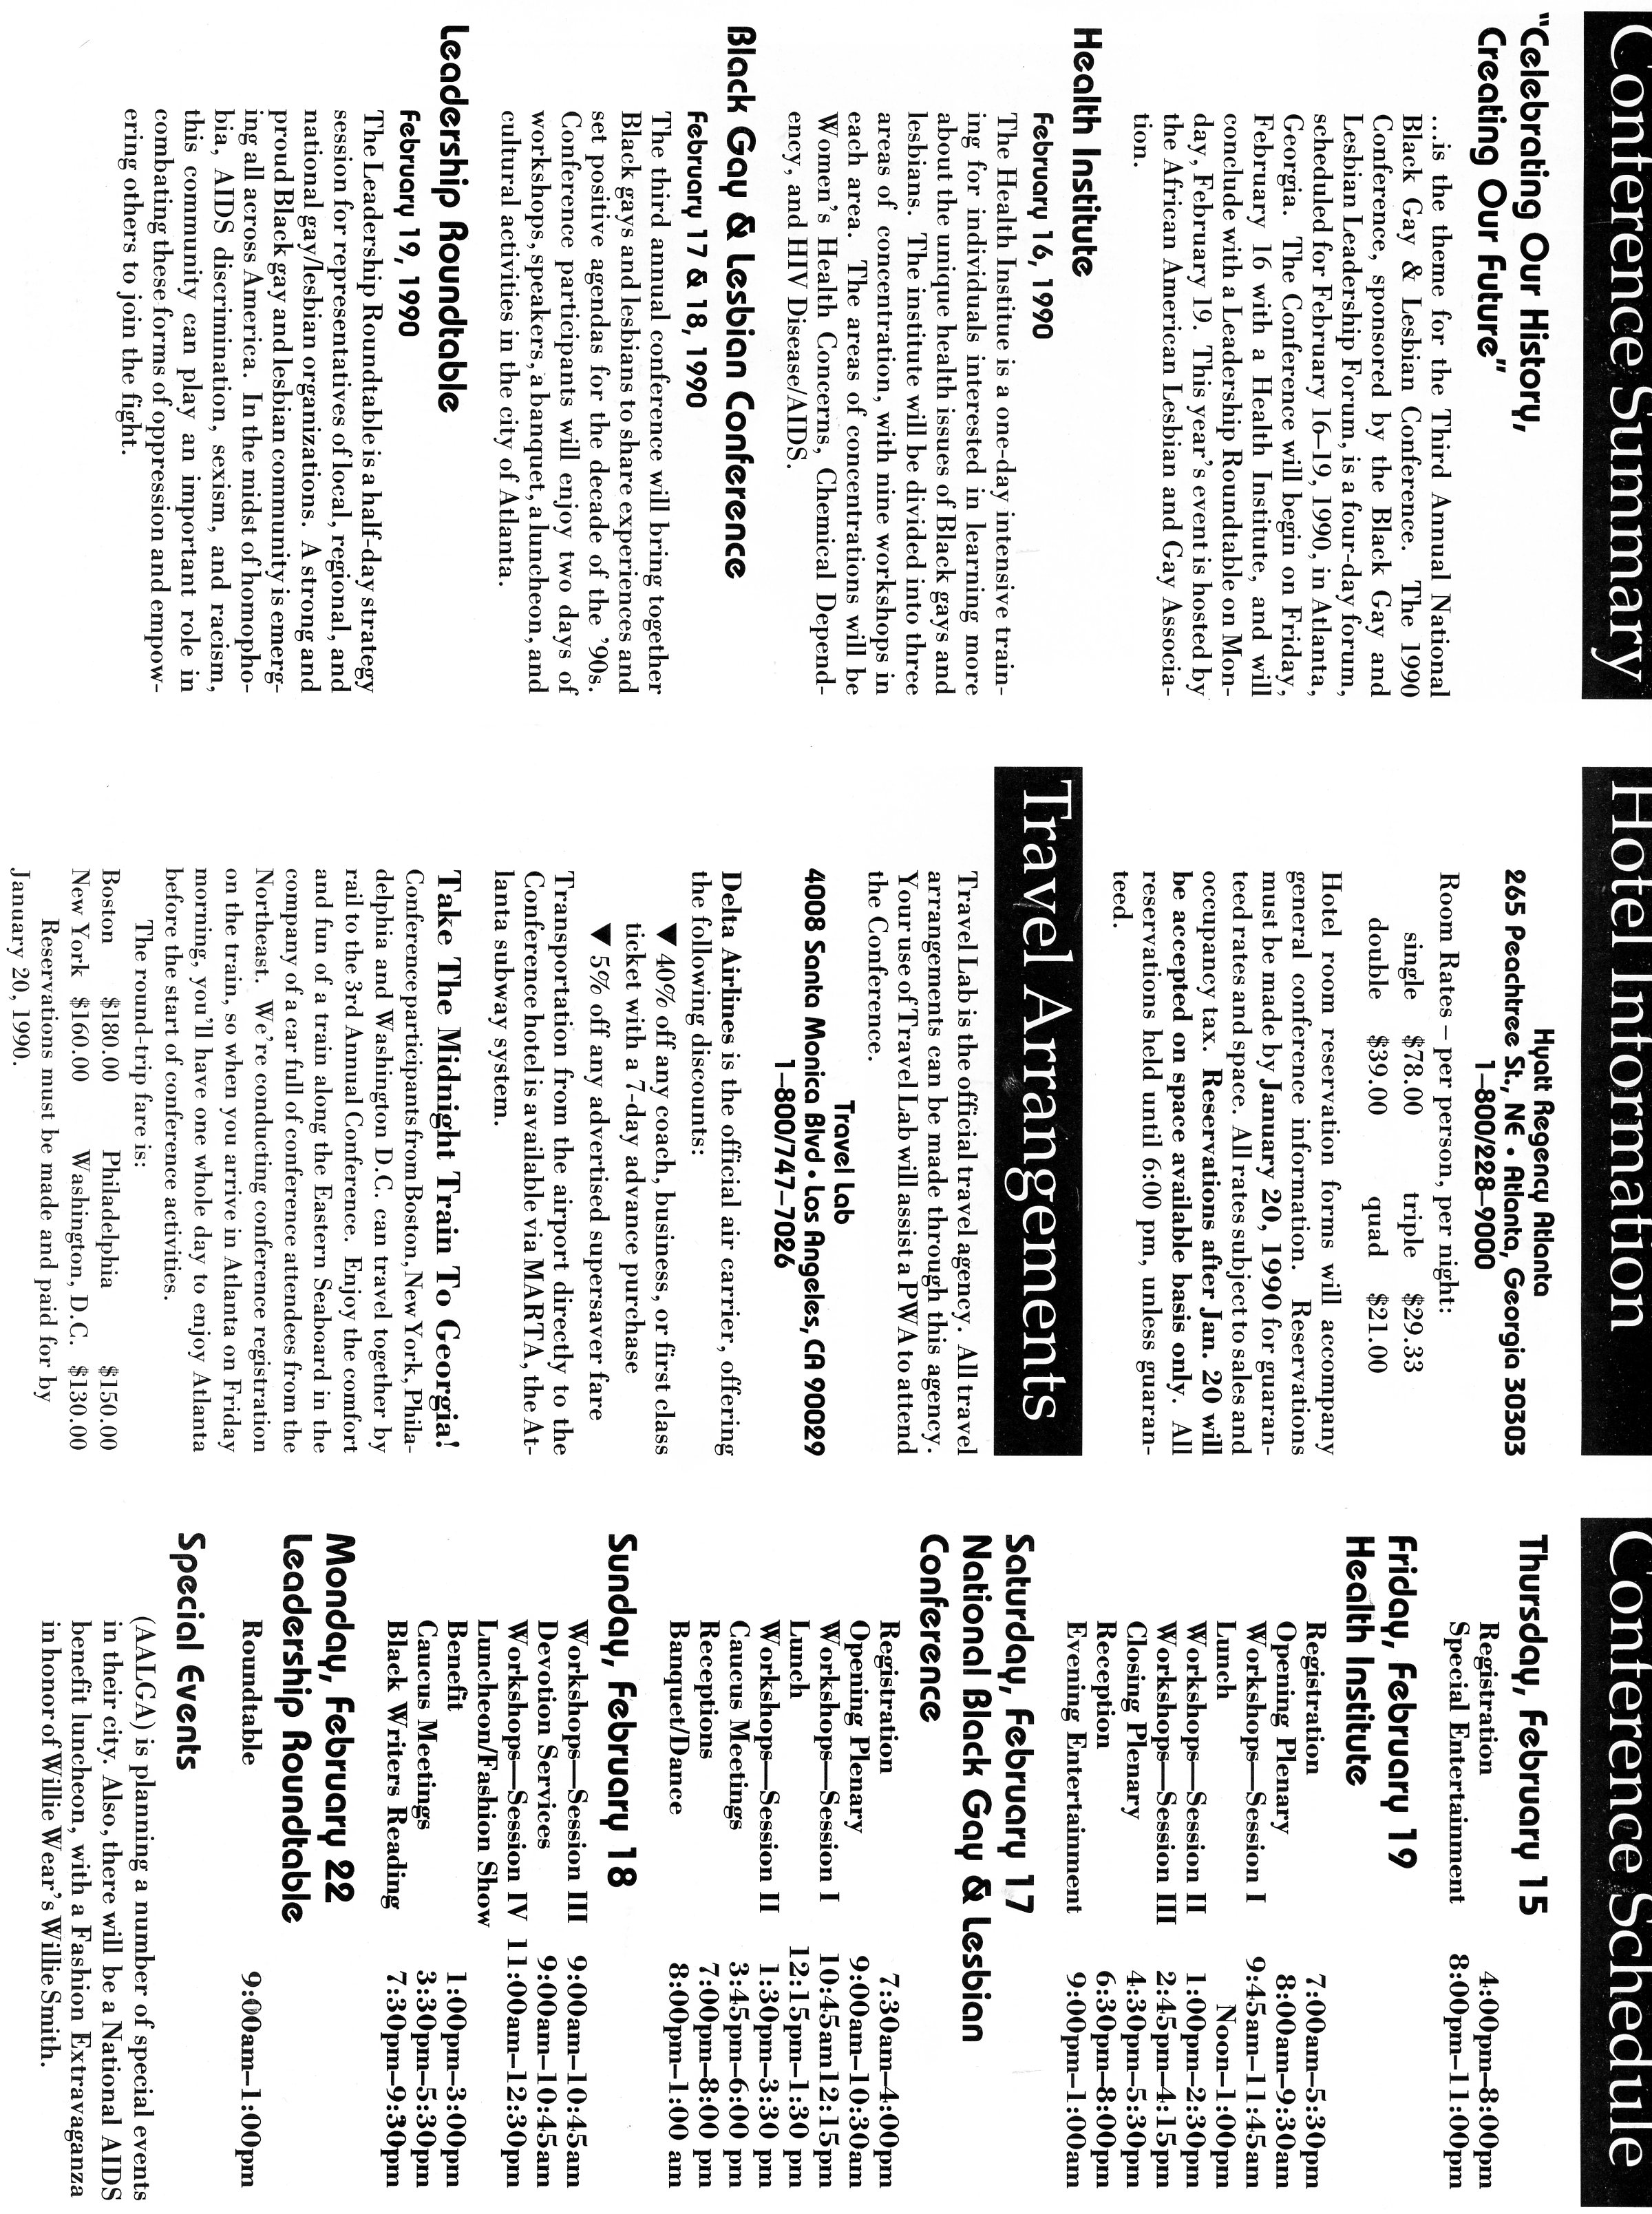 Conference Summary
"Celebrating Our History,
Creating Our Future"
...is the theme for the Third Annual National
Black Gay & Lesbian Conference. The 1990
Conference, sponsored by the Black Gay and
Lesbian Leadership Forum, is a four-day forum,
scheduled for February 16–19, 1990, in Atlanta,
Georgia. The Conference will begin on Friday,
February 16 with a Health Institute, and will
conclude with a Leadership Roundtable on Mon-
day, February 19. This year's event is hosted by
the African American Lesbian and Gay Associa-
tion.
Health Institute
February 16, 1990
The Health Institue is a one-day intensive train-
ing for individuals interested in learning more
about the unique health issues of Black gays and
lesbians. The institute will be divided into three
areas of concentration, with nine workshops in
each area. The areas of concentrations will be
Women's Health Concerns, Chemical Depend-
ency, and HIV Disease/AIDS.
Black Gay & Lesbian Conference
February 17 & 18, 1990
The third annual conference will bring together
Black gays and lesbians to share experiences and
set positive agendas for the decade of the '90s.
Conference participants will enjoy two days of
workshops, speakers, a banquet, a luncheon, and
cultural activities in the city of Atlanta.
Leadership Roundtable
February 19, 1990
The Leadership Roundtable is a half-day strategy
session for representatives of local, regional, and
national gay/lesbian organizations. A strong and
proud Black gay and lesbian community is emerg-
ing all across America. In the midst of homopho-
bia, AIDS discrimination, sexism, and racism,
this community can play an important role in
combating these forms of oppression and empow-
ering others to join the fight.
Hotel Information
Hyatt Regency Atlanta
265 Peachtree St., NE • Atlanta, Georgia 30303
1–800/228–9000
Room Rates – per person, per night:
single $78.00 triple $29.33
double $39.00 quad $21.00
Hotel room reservation forms will accompany
general conference information. Reservations
must be made by January 20, 1990 for guaran-
teed rates and space. All rates subject to sales and
occupancy tax. Reservations after Jan. 20 will
be accepted on space available basis only. All
reservations held until 6:00 pm, unless guaran-
teed.
Travel Arrangements
Travel Lab is the official travel agency. All travel
arrangements can be made through this agency.
Your use of Travel Lab will assist a PWA to attend
the Conference.
Travel Lab
4008 Santa Monica Blvd • Los Angeles, CA 90029
1–800/747–7026
Delta Airlines is the official air carrier, offering
the following discounts:
▼ 40% off any coach, business, or first class
ticket with a 7-day advance purchase
▼ 5% off any advertised supersaver fare
Transportation from the airport directly to the
Conference hotel is available via MARTA, the At-
lanta subway system.
Take The Midnight Train To Georgia!
Conference participants from Boston, New York, Phila-
delphia and Washington D.C. can travel together by
rail to the 3rd Annual Conference. Enjoy the comfort
and fun of a train along the Eastern Seaboard in the
company of a car full of conference attendees from the
Northeast. We're conducting conference registration
on the train, so when you arrive in Atlanta on Friday
morning, you'll have one whole day to enjoy Atlanta
before the start of conference activities.
The round-trip fare is:
Boston $180.00 Philadelphia $150.00
New York $160.00 Washington, D.C. $130.00
Reservations must be made and paid for by
January 20, 1990.
Conference Schedule
Thursday, February 15
Registration 4:00pm–8:00pm
Special Entertainment 8:00pm–11:00pm
Friday, February 19
Health Institute
Registration 7:00am–5:30pm
Opening Plenary 8:00am–9:30am
Workshops—Session I 9:45am–11:45am
Lunch Noon–1:00pm
Workshops—Session II 1:00pm–2:30pm
Workshops—Session III 2:45pm–4:15pm
Closing Plenary 4:30pm–5:30pm
Reception 6:30pm–8:00pm
Evening Entertainment 9:00pm–1:00am
Saturday, February 17
National Black Gay & Lesbian
Conference
Registration 7:30am–4:00pm
Opening Plenary 9:00am–10:30am
Workshops—Session I 10:45am12:15pm
Lunch 12:15pm–1:30 pm
Workshops—Session II 1:30pm–3:30 pm
Caucus Meetings 3:45pm–6:00 pm
Receptions 7:00pm–8:00 pm
Banquet/Dance 8:00pm–1:00 am
Sunday, February 18
Workshops—Session III 9:00am–10:45am
Devotion Services 9:00am–10:45am
Workshops—Session IV 11:00am–12:30pm
Luncheon/Fashion Show
Benefit 1:00pm–3:00pm
Caucus Meetings 3:30pm–5:30pm
Black Writers Reading 7:30pm–9:30pm
Monday, February 22
Leadership Roundtable
Roundtable 9:00am–1:00pm
Special Events
(AALGA) is planning a number of special events
in their city. Also, there will be a National AIDS
benefit luncheon, with a Fashion Extravaganza
in honor of Willie Wear's Willie Smith.